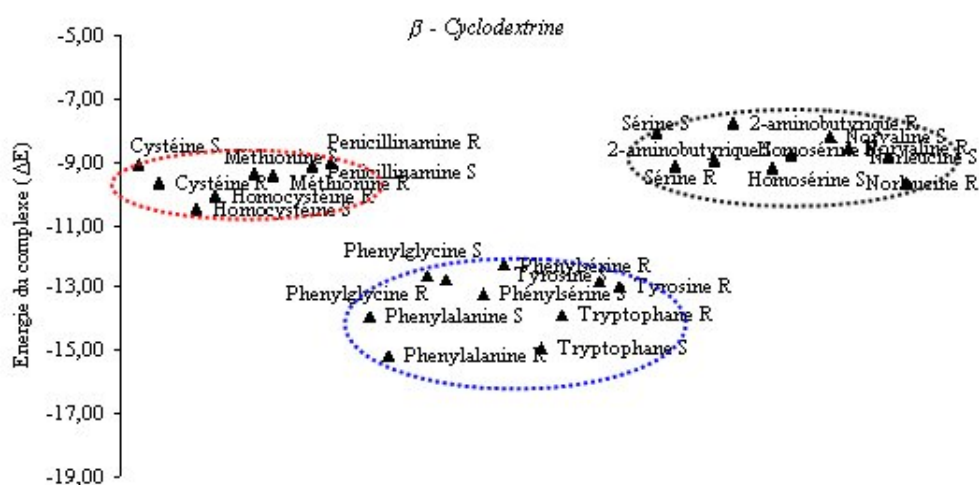 β - Cyclodextrine
Energie du complexe (ΔE)
-5,00
-7,00
-9,00
-11,00
-13,00
-15,00
-17,00
-19,00
Cystéine S
Cystéine R
Homocystéine R
Homocystéine S
Méthionine S
Méthionine R
Penicillinamine R
Penicillinamine S
Sérine S
Sérine R
2-aminobutyrique R
2-aminobutyrique
Homosérine
Homosérine S
Norvaline S
Norvaline R
Norleucine S
Norleucine R
Phenylglycine S
Phenylglycine R
Phenylsérine R
Phénylsérine S
Tyrosine S
Tyrosine R
Phenylalanine S
Phenylalanine R
Tryptophane R
Tryptophane S